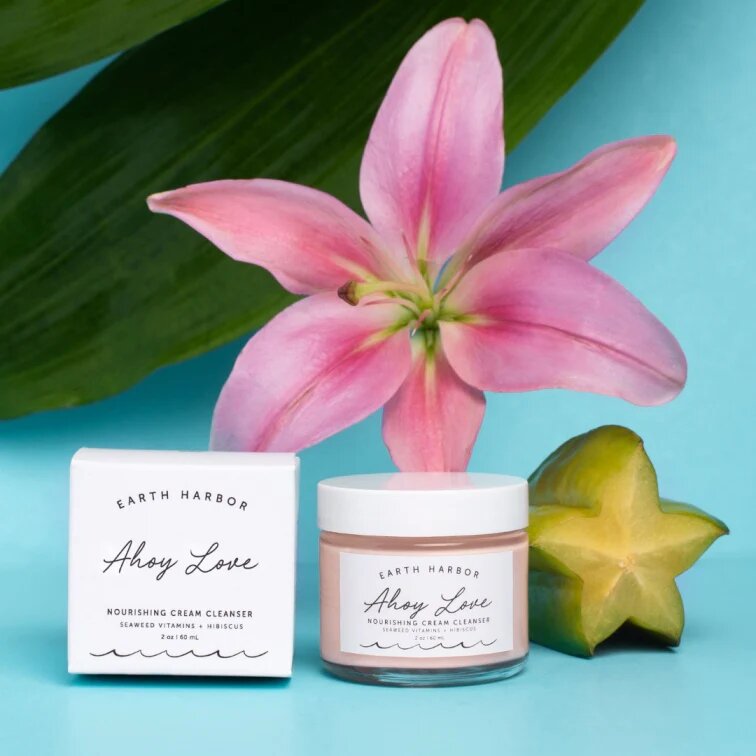 EARTH HARBOR
Ahoy Love
NOURISHING CREAM CLEANSER
SEAWEED VITAMINS + HIBISCUS
2 oz | 60 mL
EARTH HARBOR
Ahoy Love
NOURISHING CREAM CLEANSER
SEAWEED VITAMINS + HIBISCUS
2 oz | 60 mL